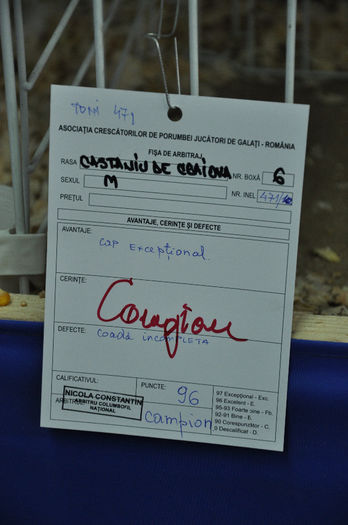 TONI 471
ASOCIAȚIA CRESCĂTORILOR DE PORUMBEI JUCĂTORI DE GALAȚI - ROMÂNIA
FIȘA DE ARBITRAJ
RASA CASTANIU DE CRAIOVA NR. BOXĂ 6
SEXUL M NR. INEL 471/
PREȚUL
AVANTAJE, CERINȚE ȘI DEFECTE
AVANTAJE:
cap excepțional.
CERINȚE:
Campion
DEFECTE: coadă incompletă
CALIFICATIVUL: PUNCTE: 96
NICOLA CONSTANTIN
ARBITRU COLUMBOFIL
NAȚIONAL
campion
97 Excepțional - Exc.
96 Excelent - E.
95-93 Foarte bine - Fb.
92-91 Bine - B.
90 Corespunzător - C.
0 Descalificat - D.